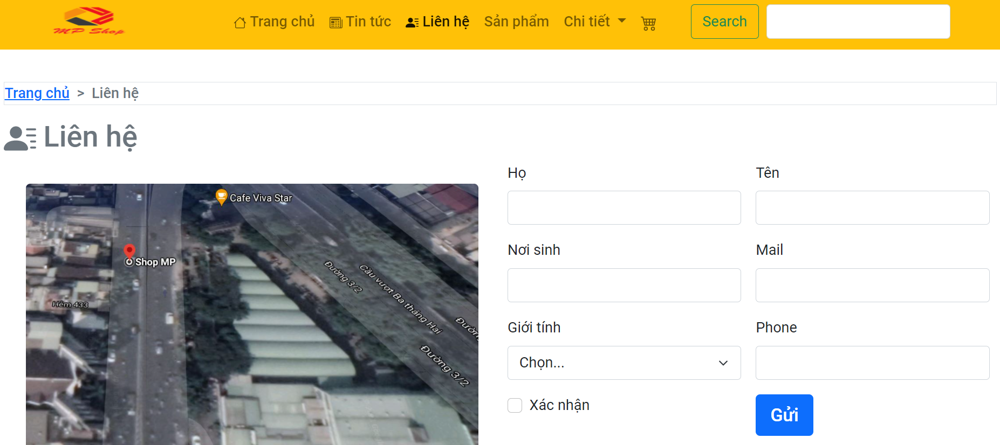 MP Shop
Trang chủ
Tin tức
Liên hệ
Sản phẩm
Chi tiết
Search
Trang chủ > Liên hệ
Liên hệ
Cafe Viva Star
Shop MP
Hẻm 433
Đường 3/2
Cầu vượt Ba tháng Hai
Đường
Đường 3/2
Họ
Tên
Nơi sinh
Mail
Giới tính
Phone
Chọn...
Xác nhận
Gửi